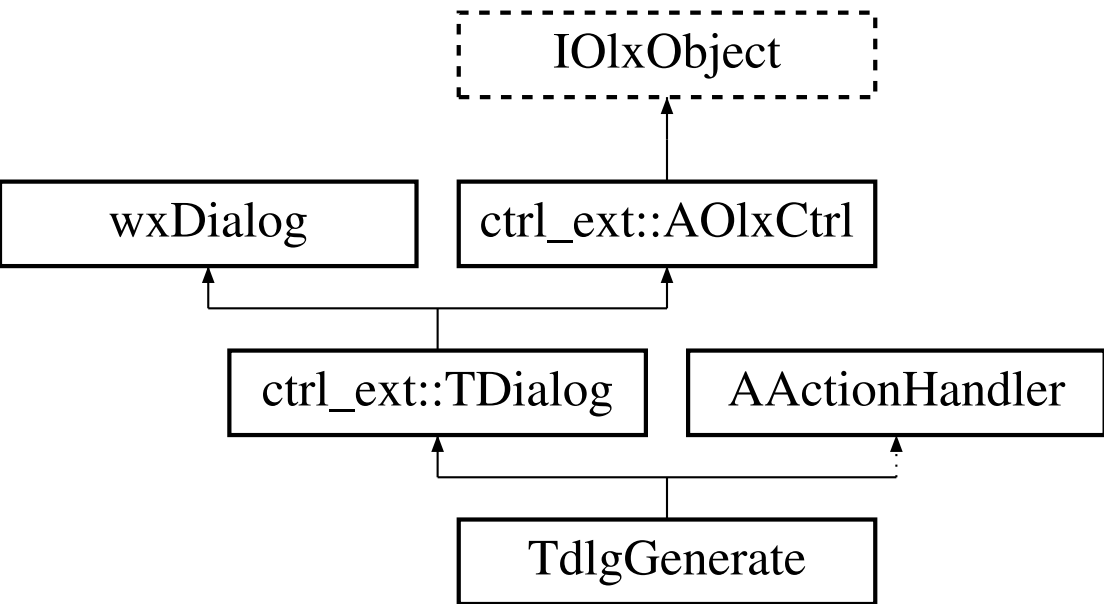 IOlxObject
wxDialog
ctrl_ext::AOlxCtrl
ctrl_ext::TDialog
AActionHandler
TdlgGenerate